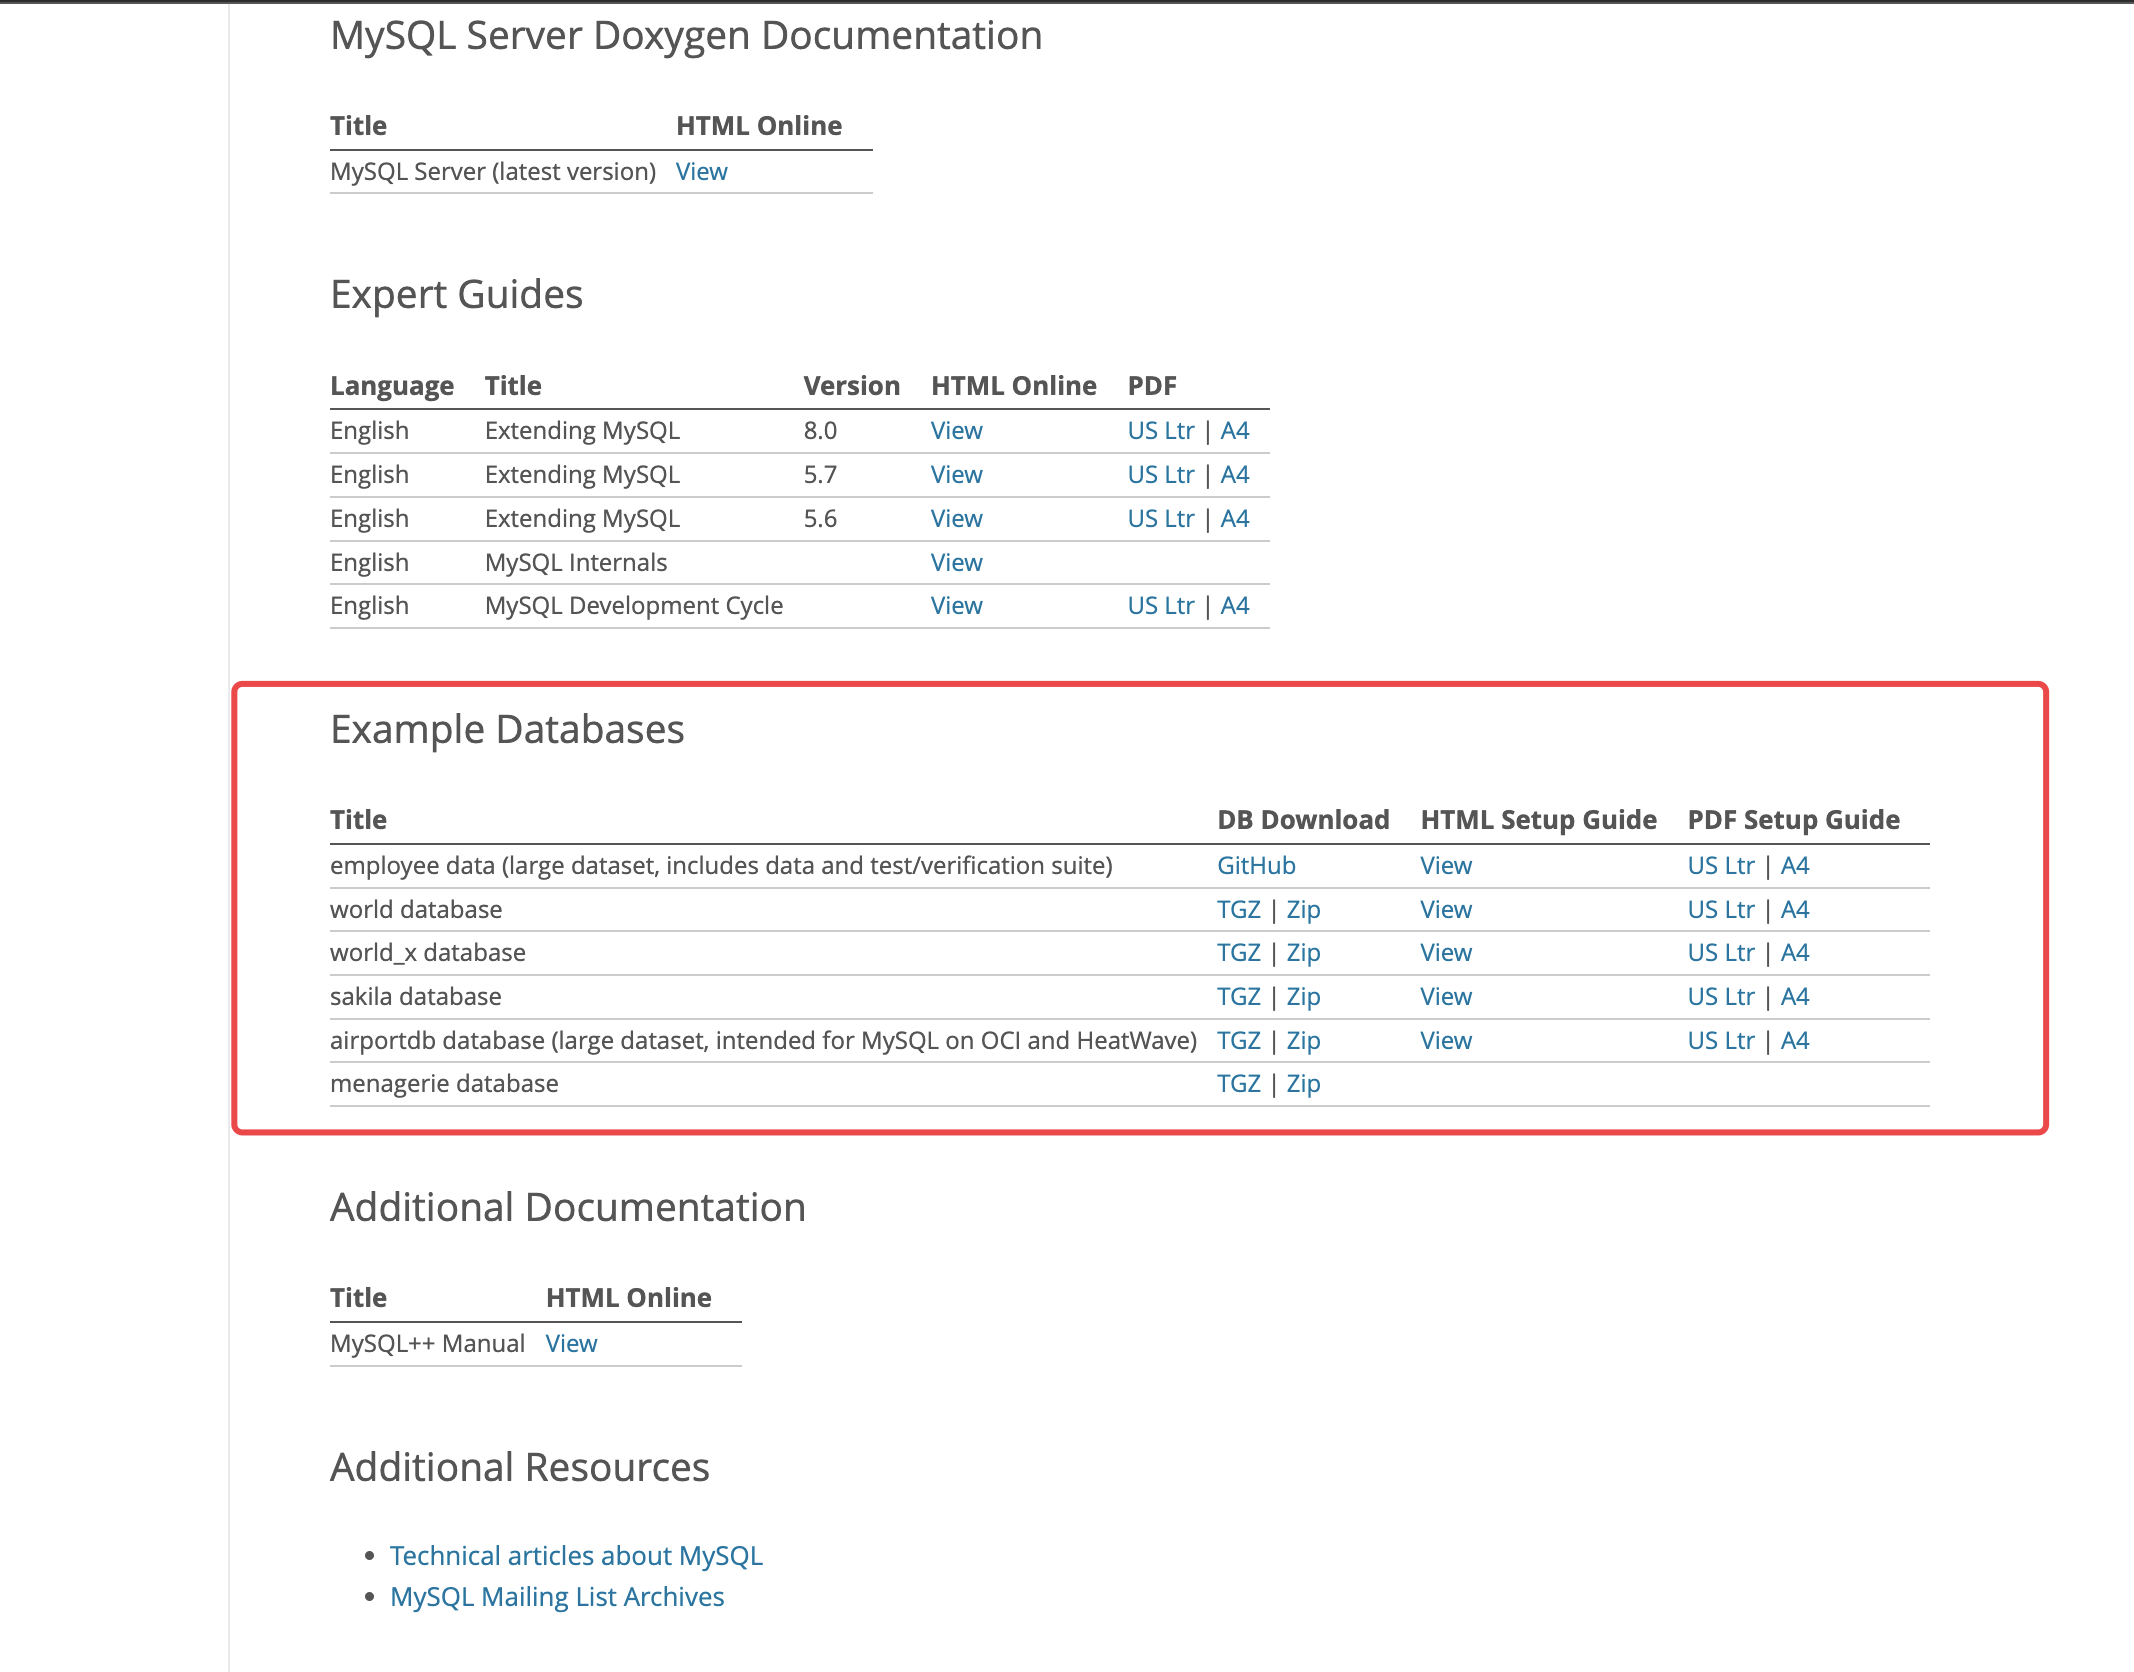 MySQL Server Doxygen Documentation
Title HTML Online
MySQL Server (latest version) View
Expert Guides
Language Title Version HTML Online PDF
English Extending MySQL 8.0 View US Ltr | A4
English Extending MySQL 5.7 View US Ltr | A4
English Extending MySQL 5.6 View US Ltr | A4
English MySQL Internals View
English MySQL Development Cycle View US Ltr | A4
Example Databases
Title DB Download HTML Setup Guide PDF Setup Guide
employee data (large dataset, includes data and test/verification suite) GitHub View US Ltr | A4
world database TGZ | Zip View US Ltr | A4
world_x database TGZ | Zip View US Ltr | A4
sakila database TGZ | Zip View US Ltr | A4
airportdb database (large dataset, intended for MySQL on OCI and HeatWave) TGZ | Zip View US Ltr | A4
menagerie database TGZ | Zip
Additional Documentation
Title HTML Online
MySQL++ Manual View
Additional Resources
• Technical articles about MySQL
• MySQL Mailing List Archives